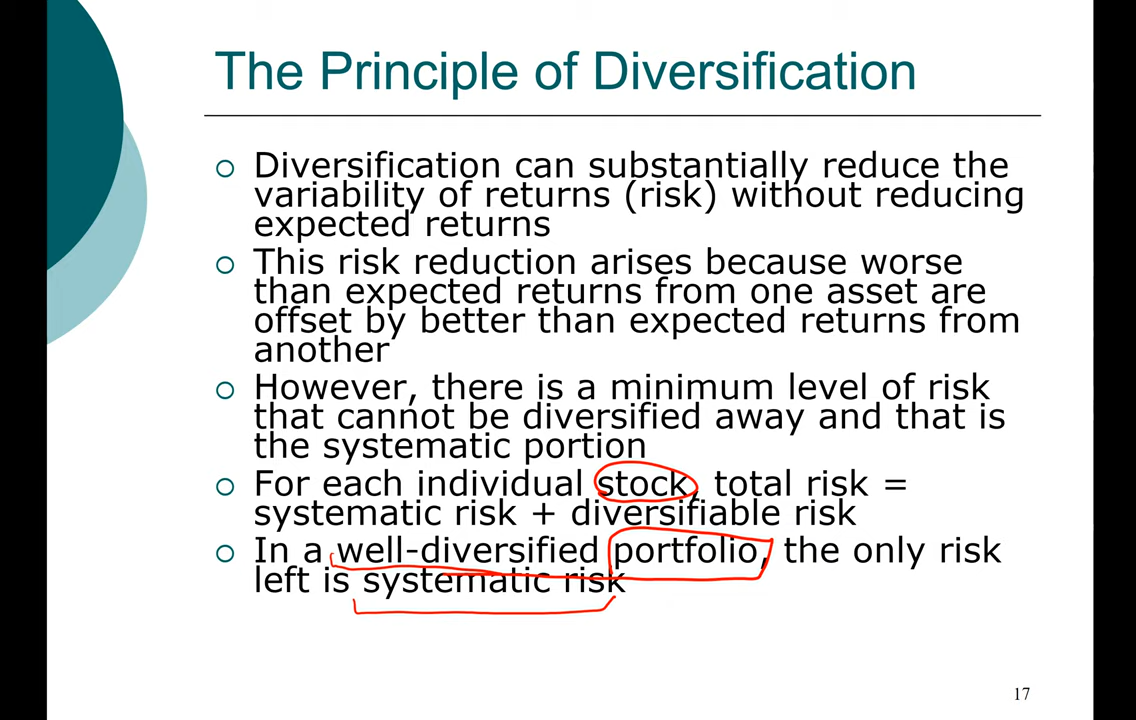 The Principle of Diversification
Diversification can substantially reduce the
variability of returns (risk) without reducing
expected returns
This risk reduction arises because worse
than expected returns from one asset are
offset by better than expected returns from
another
However, there is a minimum level of risk
that cannot be diversified away and that is
the systematic portion
For each individual stock, total risk =
systematic risk + diversifiable risk
In a well-diversified portfolio, the only risk
left is systematic risk
17